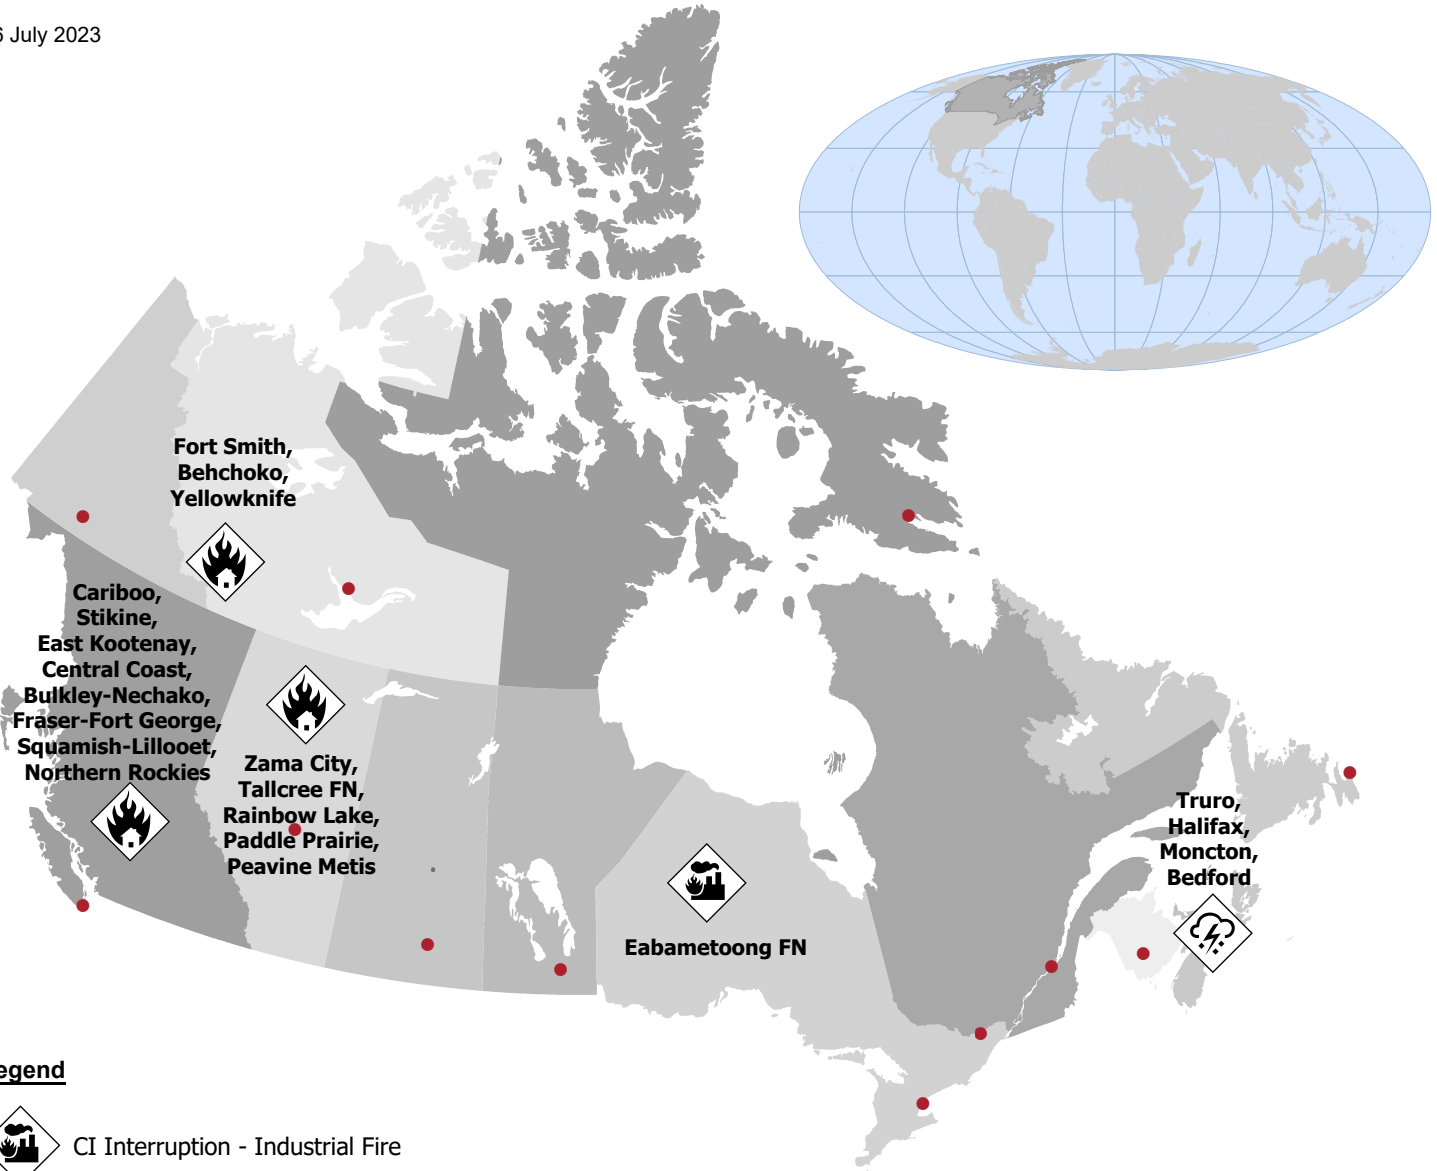 July 2023
Fort Smith,
Behchoko,
Yellowknife
Cariboo,
Stikine,
East Kootenay,
Central Coast,
Bulkley-Nechako,
Fraser-Fort George,
Squamish-Lillooet,
Northern Rockies
Zama City,
Tallcree FN,
Rainbow Lake,
Paddle Prairie,
Peavine Metis
Eabametoong FN
Truro,
Halifax,
Moncton,
Bedford
egend
CI Interruption - Industrial Fire